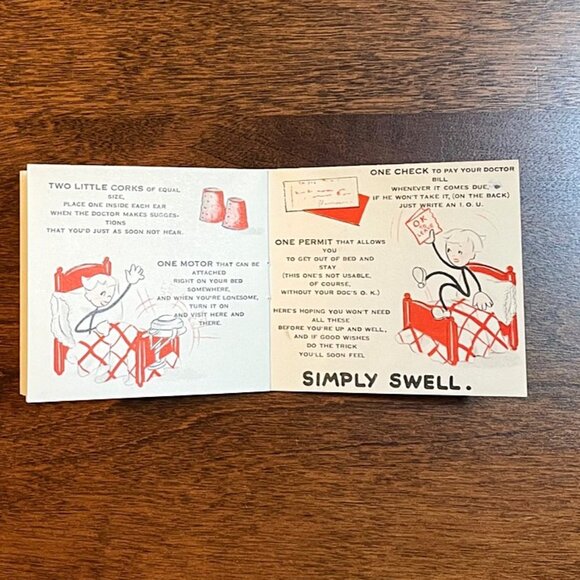 TWO LITTLE CORKS OF EQUAL
SIZE,
PLACE ONE INSIDE EACH EAR
WHEN THE DOCTOR MAKES SUGGES-
TIONS
THAT YOU'D JUST AS SOON NOT HEAR.
ONE MOTOR THAT CAN BE
ATTACHED
RIGHT ON YOUR BED
SOMEWHERE,
AND WHEN YOU'RE LONESOME,
TURN IT ON
AND VISIT HERE AND
THERE.
ONE CHECK TO PAY YOUR DOCTOR
BILL
WHENEVER IT COMES DUE,
IF HE WON'T TAKE IT, (ON THE BACK)
JUST WRITE AN I.O.U.
ONE PERMIT THAT ALLOWS
YOU
TO GET OUT OF BED AND
STAY
(THIS ONE'S NOT USABLE,
OF COURSE,
WITHOUT YOUR DOC'S O.K.)
O K
HERE'S HOPING YOU WON'T NEED
ALL THESE
BEFORE YOU'RE UP AND WELL,
AND IF GOOD WISHES
DO THE TRICK
YOU'LL SOON FEEL
SIMPLY SWELL.